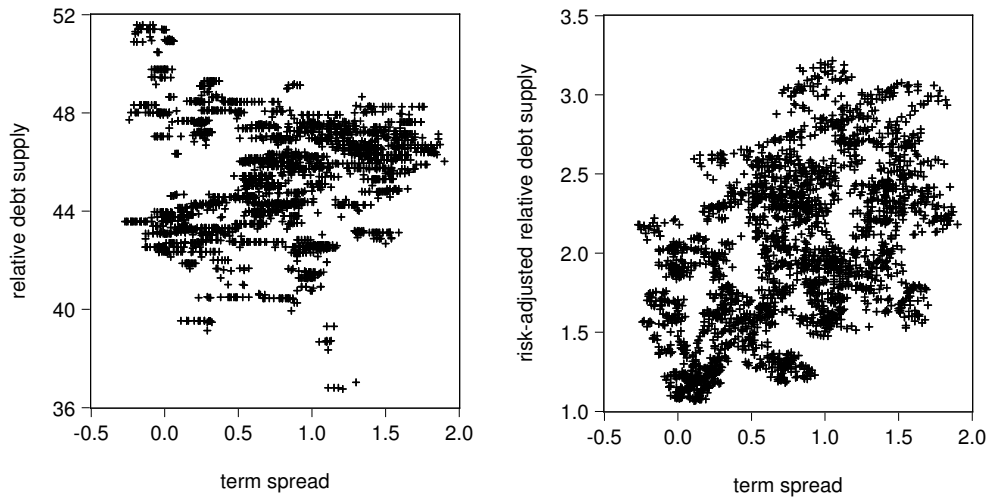 52
48
44
40
36
relative debt supply
-0.5 0.0 0.5 1.0 1.5 2.0
term spread
3.5
3.0
2.5
2.0
1.5
1.0
risk-adjusted relative debt supply
-0.5 0.0 0.5 1.0 1.5 2.0
term spread